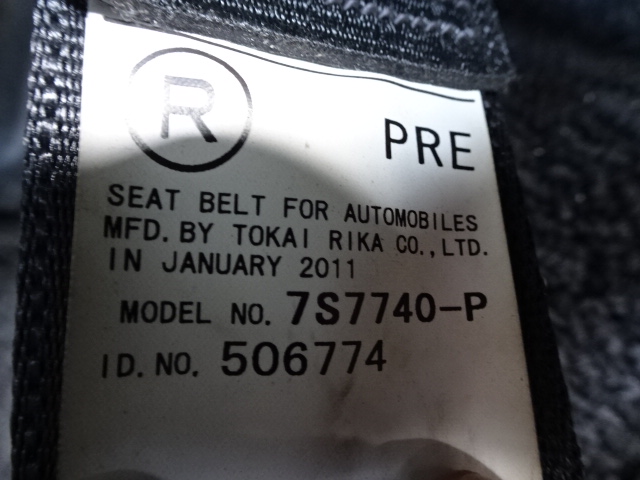 R
PRE
SEAT BELT FOR AUTOMOBILES
MFD. BY TOKAI RIKA CO., LTD.
IN JANUARY 2011
MODEL NO. 7S7740-P
ID. NO. 506774